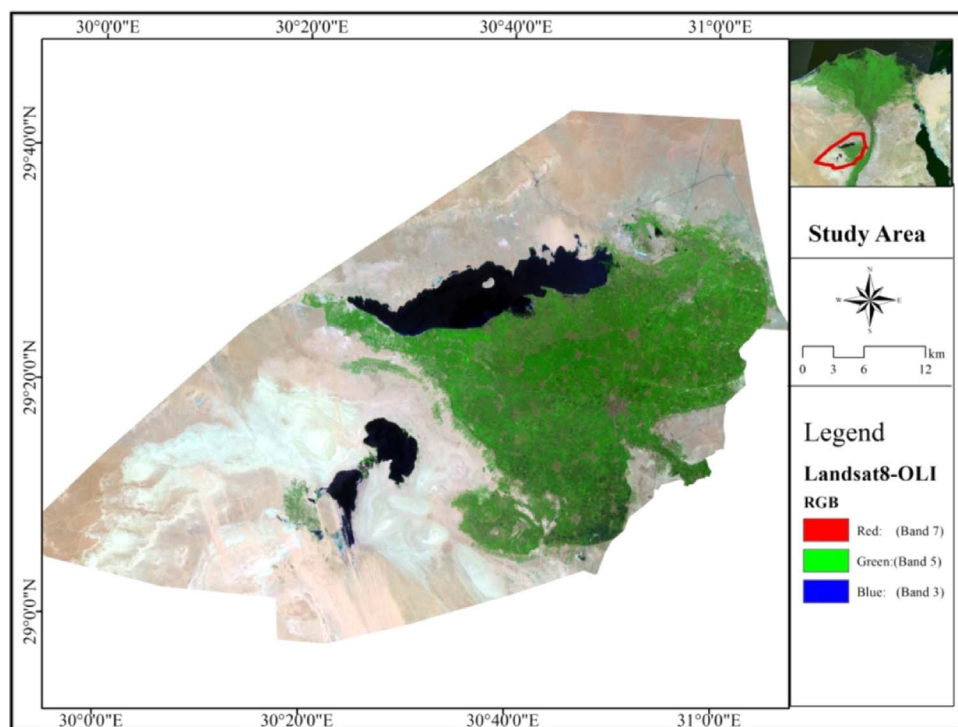 30°0'0"E 30°20'0"E 30°40'0"E 31°0'0"E
29°40'0"N
29°20'0"N
29°0'0"N
30°0'0"E 30°20'0"E 30°40'0"E 31°0'0"E
Study Area
N
W E
S
km
0 3 6 12
Legend
Landsat8-OLI
RGB
Red: (Band 7)
Green:(Band 5)
Blue: (Band 3)